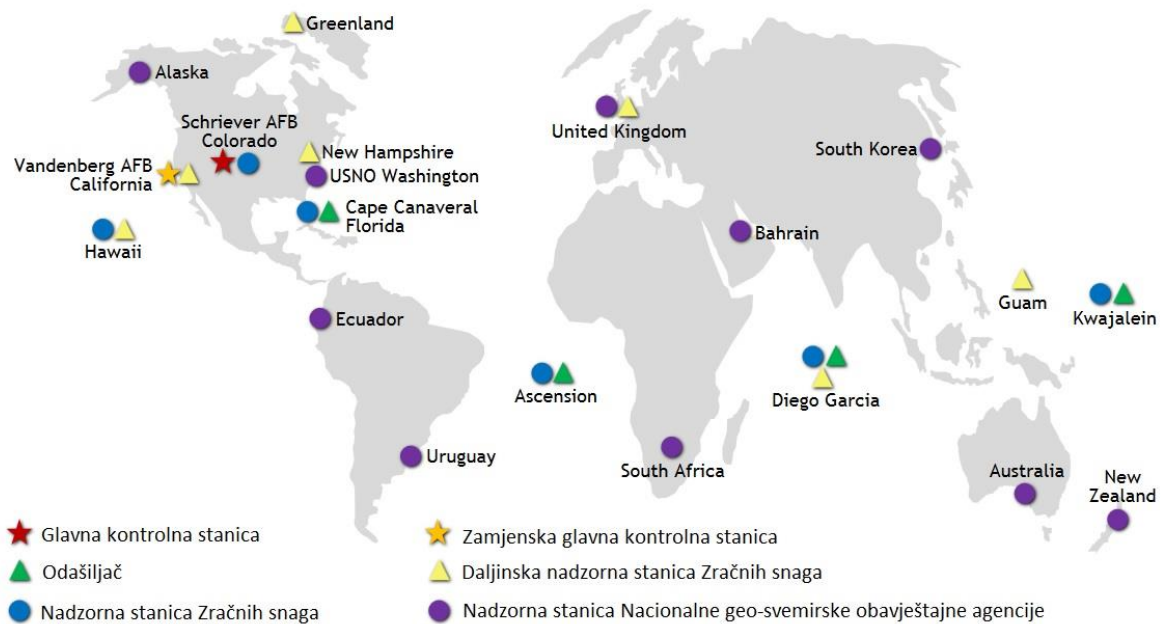 Greenland
Alaska
Schriever AFB
Colorado
United Kingdom
New Hampshire
South Korea
Vandenberg AFB
California
USNO Washington
Cape Canaveral
Florida
Bahrain
Hawaii
Guam
Kwajalein
Ecuador
Ascension
Diego Garcia
Uruguay
South Africa
Australia
New
Zealand
Glavna kontrolna stanica
Zamjenska glavna kontrolna stanica
Odašiljač
Daljinska nadzorna stanica Zračnih snaga
Nadzorna stanica Zračnih snaga
Nadzorna stanica Nacionalne geo-svemirske obavještajne agencije